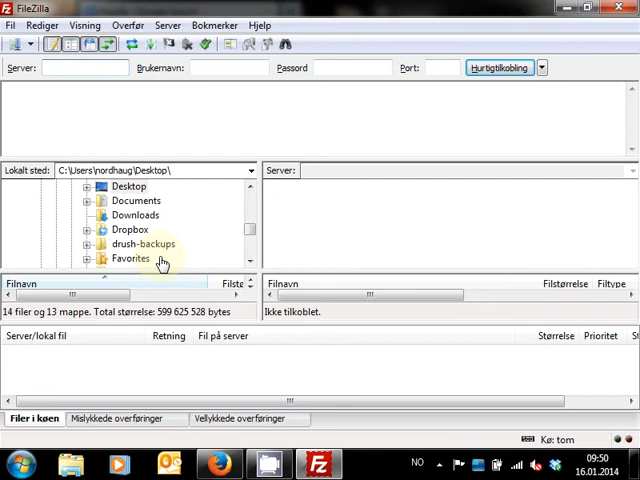 FileZilla
Fil Rediger Visning Overfør Server Bokmerker Hjelp
Server: Brukernavn: Passord Port: Hurtigtilkobling
Lokalt sted: C:\Users\nordhaug\Desktop\ Server:
Desktop
Documents
Downloads
Dropbox
drush-backups
Favorites
Filnavn Filstø Filnavn Filstørrelse Filtype
14 filer og 13 mappe. Total størrelse: 599 625 528 bytes Ikke tilkoblet.
Server/lokal fil Retning Fil på server Størrelse Prioritet St
Filer i køen Mislykkede overføringer Vellykkede overføringer
Kø: tom
NO 09:50
16.01.2014